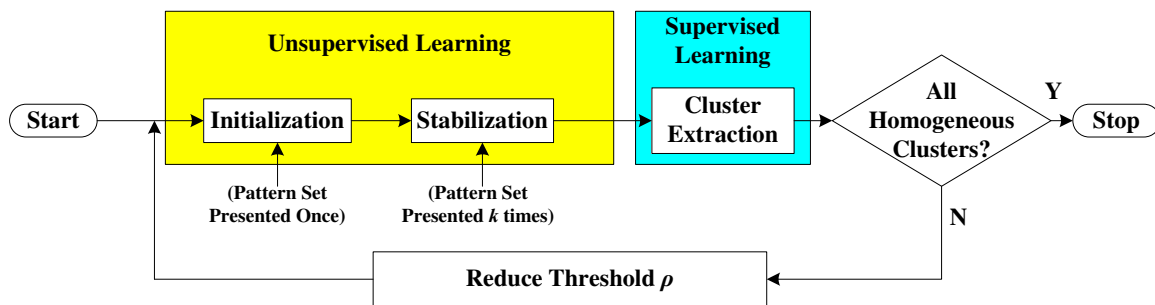 Unsupervised Learning
Supervised
Learning
Start
Initialization
Stabilization
Cluster
Extraction
All
Homogeneous
Clusters?
Y
Stop
(Pattern Set
Presented Once)
(Pattern Set
Presented k times)
N
Reduce Threshold ρ